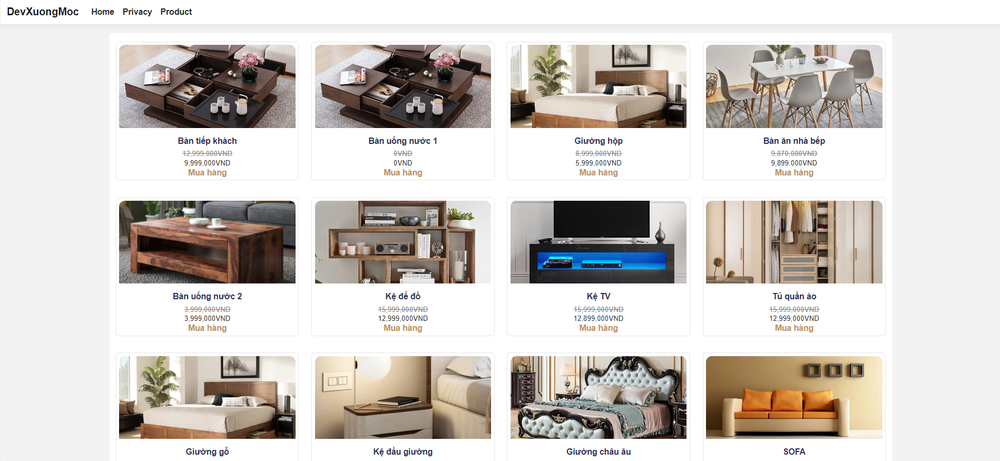 DevXuongMoc Home Privacy Product
Bàn tiếp khách
12,999,000VND
9,999,000VND
Mua hàng
Bàn uống nước 1
0VND
0VND
Mua hàng
Giường hộp
8,999,000VND
5,999,000VND
Mua hàng
Bàn ăn nhà bếp
9,870,000VND
9,899,000VND
Mua hàng
Bàn uống nước 2
3,999,000VND
3,999,000VND
Mua hàng
Kệ để đồ
15,999,000VND
12,999,000VND
Mua hàng
Kệ TV
15,999,000VND
12,899,000VND
Mua hàng
Tủ quần áo
15,999,000VND
12,999,000VND
Mua hàng
Giường gỗ
Kệ đầu giường
Giường châu âu
SOFA